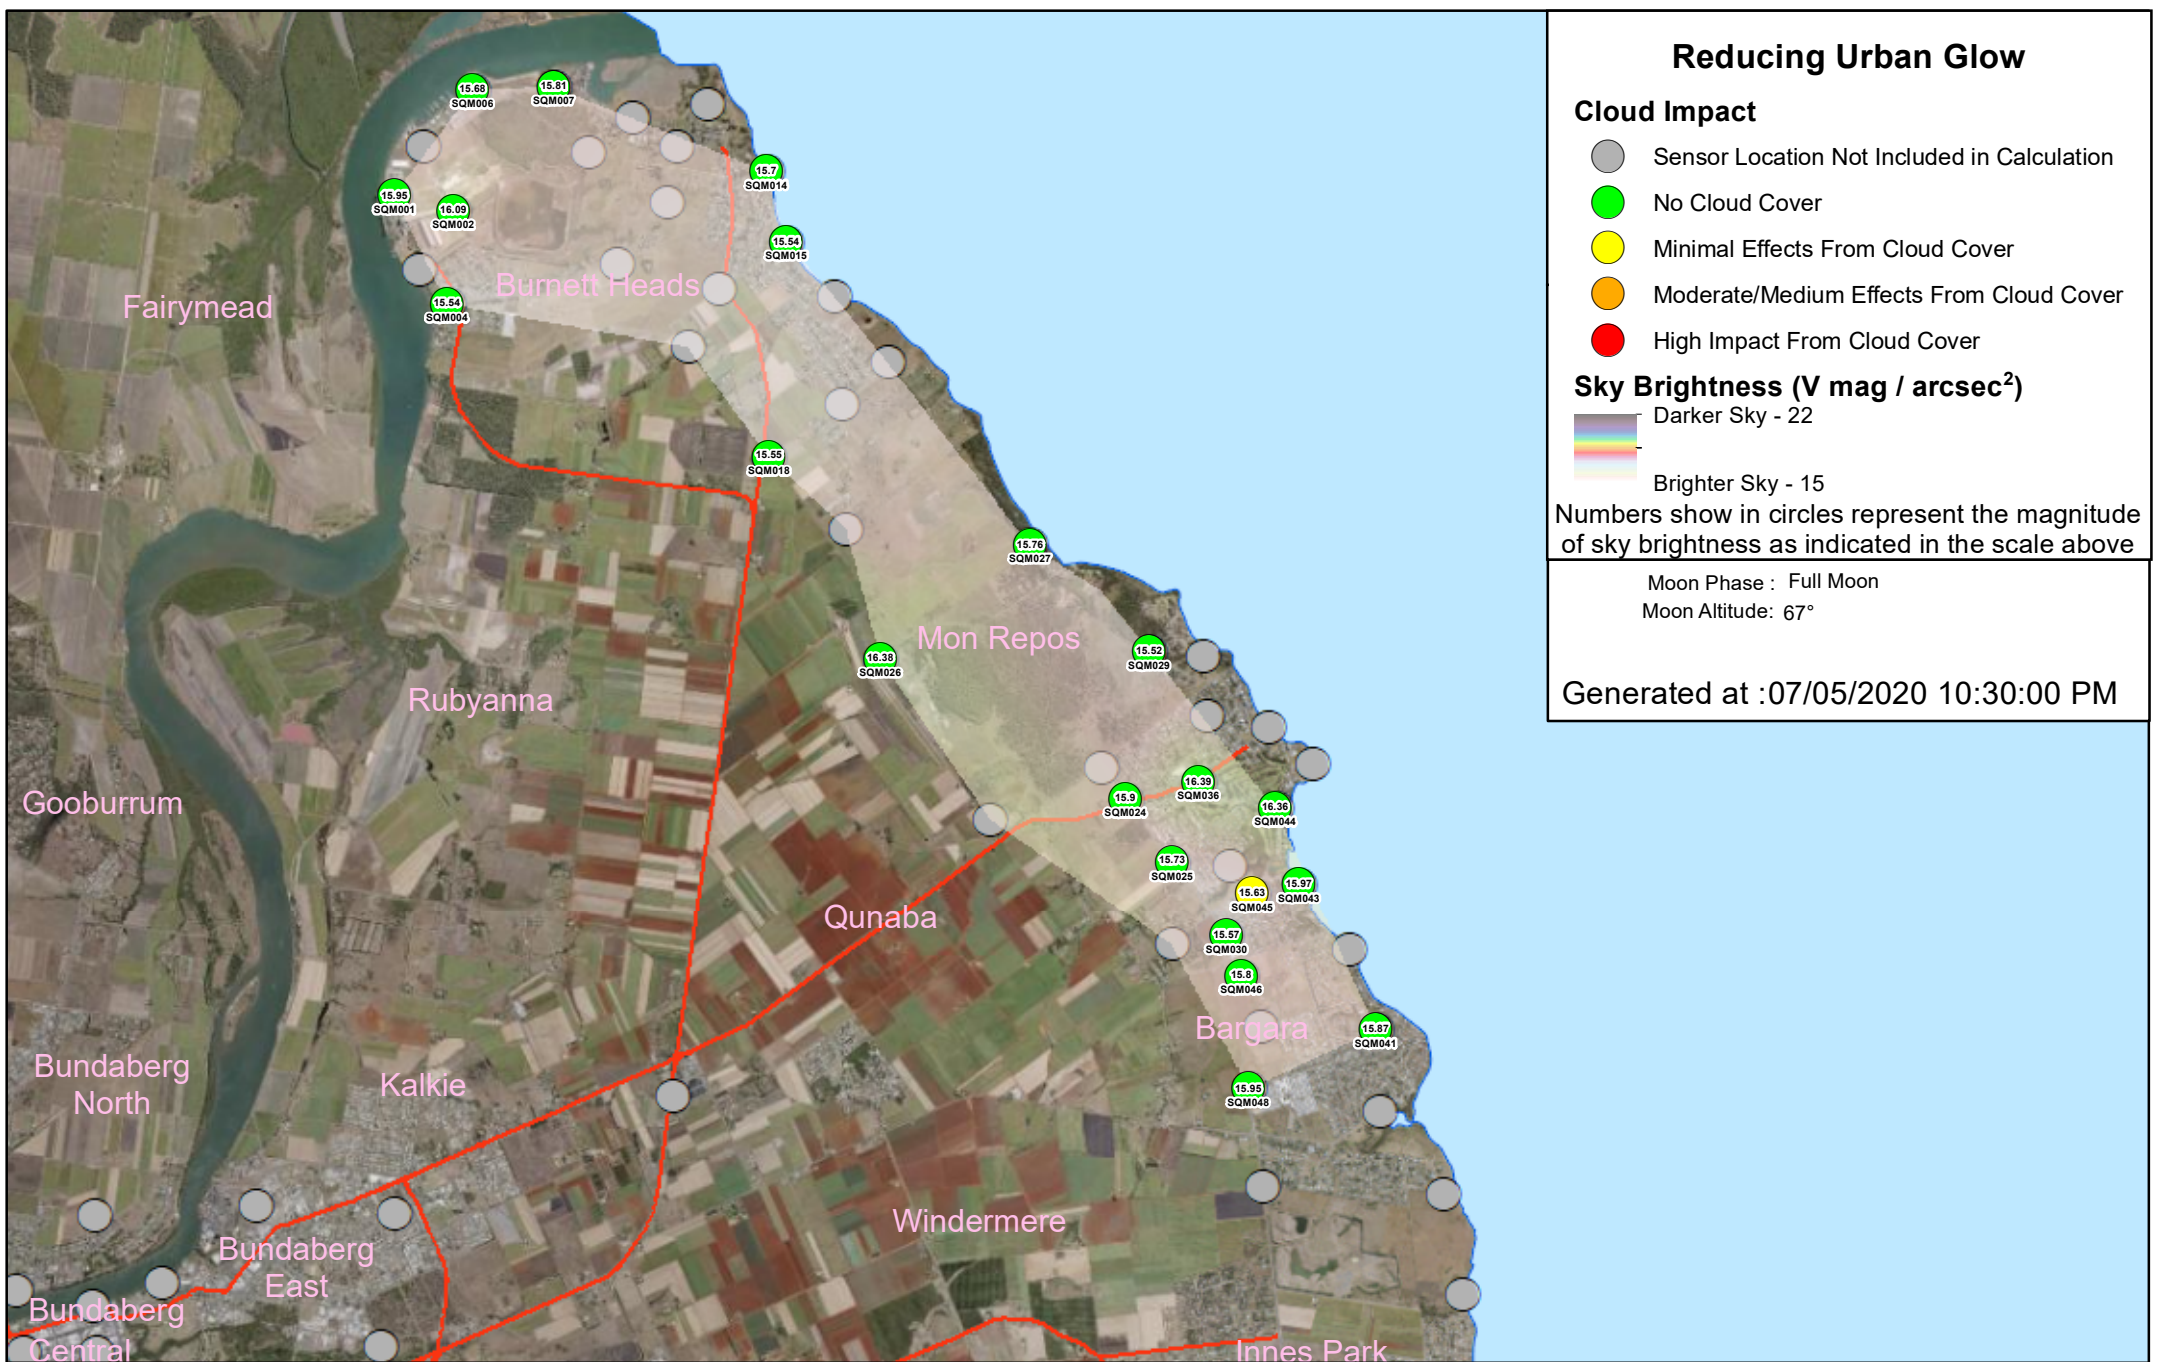 Reducing Urban Glow
Cloud Impact
Sensor Location Not Included in Calculation
No Cloud Cover
Minimal Effects From Cloud Cover
Moderate/Medium Effects From Cloud Cover
High Impact From Cloud Cover
Sky Brightness (V mag / arcsec²)
Darker Sky - 22
Brighter Sky - 15
Numbers show in circles represent the magnitude
of sky brightness as indicated in the scale above
Moon Phase : Full Moon
Moon Altitude: 67°
Generated at :07/05/2020 10:30:00 PM
15.68
SQM006
15.81
SQM007
15.7
SQM014
15.95
SQM001
16.09
SQM002
15.54
SQM015
15.54
SQM004
Burnett Heads
Fairymead
15.55
SQM018
15.76
SQM027
Mon Repos
15.52
SQM029
16.38
SQM026
Rubyanna
Gooburrum
16.39
SQM036
15.9
SQM024
16.36
SQM044
15.73
SQM025
15.97
SQM043
15.63
SQM045
Qunaba
15.57
SQM030
15.8
SQM046
Bargara
15.87
SQM041
15.95
SQM048
Bundaberg
North
Kalkie
Windermere
Bundaberg
East
Bundaberg
Central
Innes Park